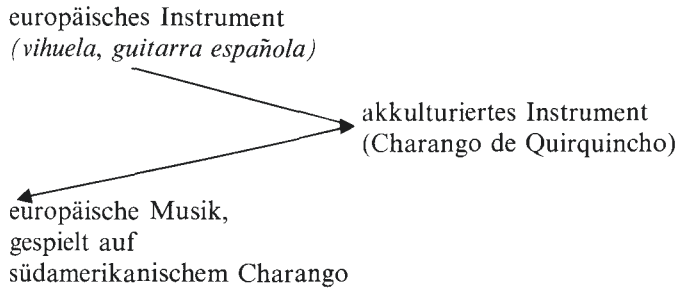 europäisches Instrument
(vihuela, guitarra española)
akkulturiertes Instrument
(Charango de Quirquincho)
europäische Musik,
gespielt auf
südamerikanischem Charango